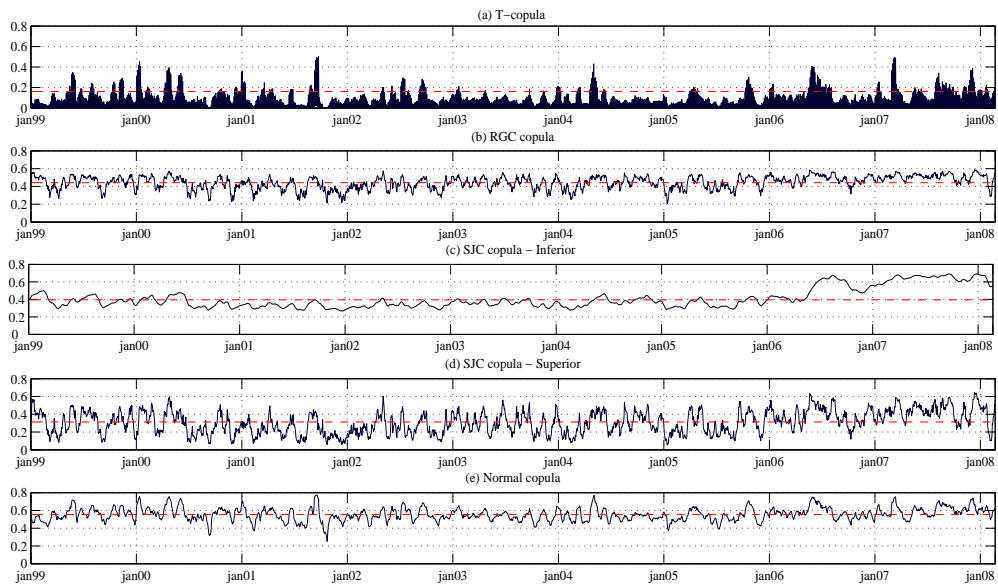 (a) T−copula
0.8
0.6
0.4
0.2
0
jan99 jan00 jan01 jan02 jan03 jan04 jan05 jan06 jan07 jan08
(b) RGC copula
0.8
0.6
0.4
0.2
0
jan99 jan00 jan01 jan02 jan03 jan04 jan05 jan06 jan07 jan08
(c) SJC copula − Inferior
0.8
0.6
0.4
0.2
0
jan99 jan00 jan01 jan02 jan03 jan04 jan05 jan06 jan07 jan08
(d) SJC copula − Superior
0.8
0.6
0.4
0.2
0
jan99 jan00 jan01 jan02 jan03 jan04 jan05 jan06 jan07 jan08
(e) Normal copula
0.8
0.6
0.4
0.2
0
jan99 jan00 jan01 jan02 jan03 jan04 jan05 jan06 jan07 jan08